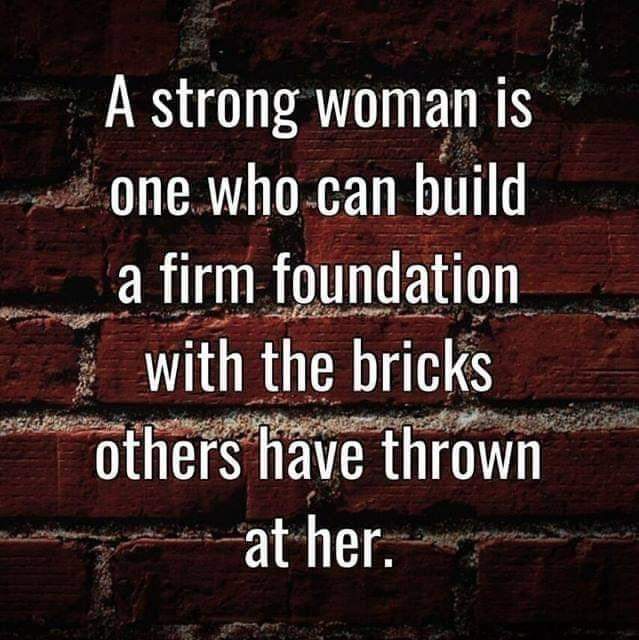 A strong woman is
one who can build
a firm foundation
with the bricks
others have thrown
at her.